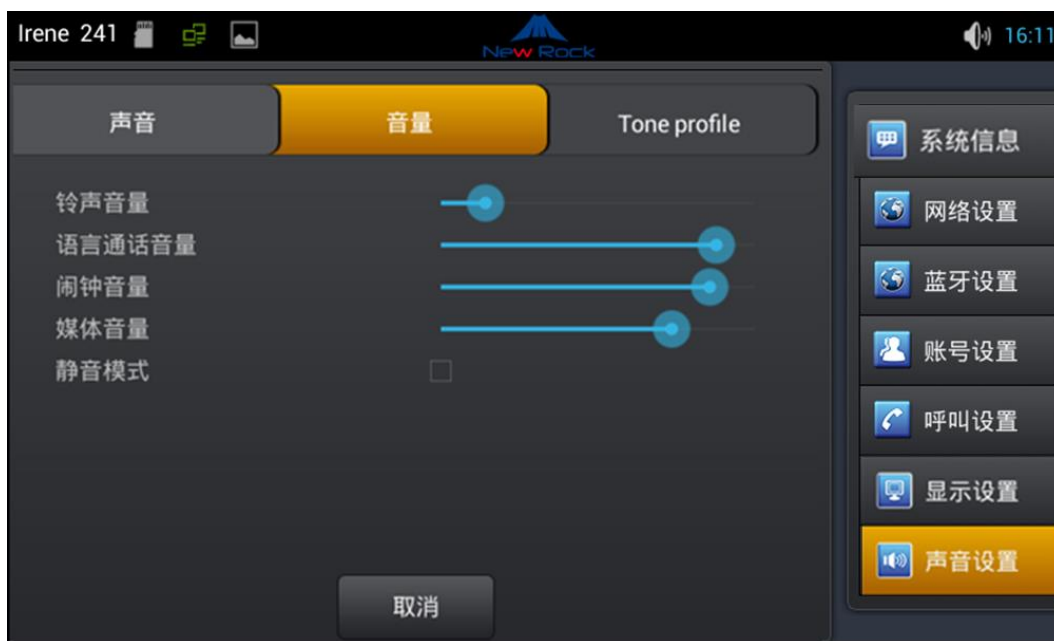 Irene 241
New Rock
16:11
声音
音量
Tone profile
铃声音量
语言通话音量
闹钟音量
媒体音量
静音模式
取消
系统信息
网络设置
蓝牙设置
账号设置
呼叫设置
显示设置
声音设置